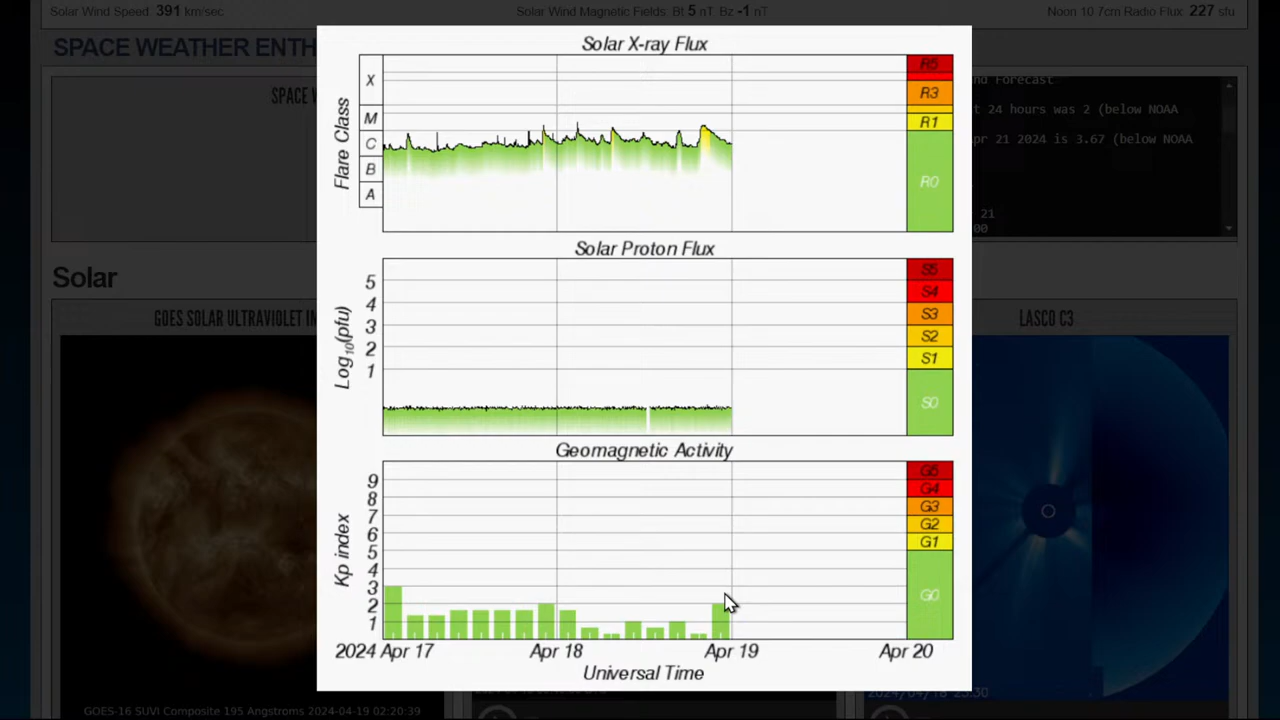 Solar Wind Speed: 391 km/sec
Solar Wind Magnetic Fields: Bt 5 nT, Bz -1 nT
Noon 10.7cm Radio Flux: 227 sfu
SPACE WEATHER ENTH
SPACE W
Solar X-ray Flux
Flare Class
X
M
C
B
A
R5
R3
R1
R0
Forecast
24 hours was 2 (below NOAA
21 2024 is 3.67 (below NOAA
21
00
Solar
Solar Proton Flux
Log10(pfu)
5
4
3
2
1
S5
S4
S3
S2
S1
S0
GOES SOLAR ULTRAVIOLET IM
LASCO C3
Geomagnetic Activity
Kp index
9
8
7
6
5
4
3
2
1
G5
G4
G3
G2
G1
G0
2024 Apr 17
Apr 18
Apr 19
Apr 20
Universal Time
GOES-16 SUVI Composite 195 Angstroms 2024-04-19 02:20:39